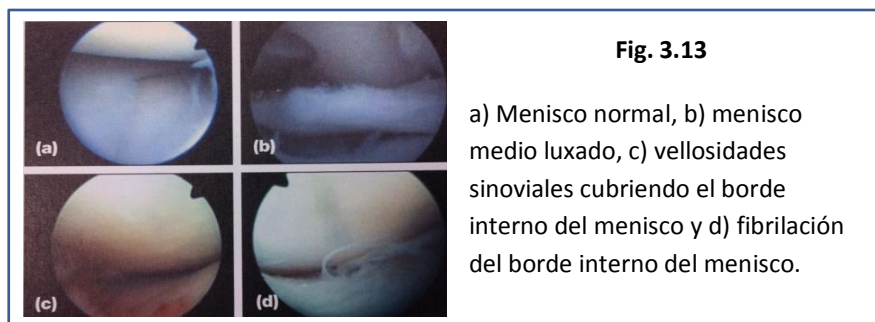 (a)
(b)
(c)
(d)
Fig. 3.13
a) Menisco normal, b) menisco
medio luxado, c) vellosidades
sinoviales cubriendo el borde
interno del menisco y d) fibrilación
del borde interno del menisco.